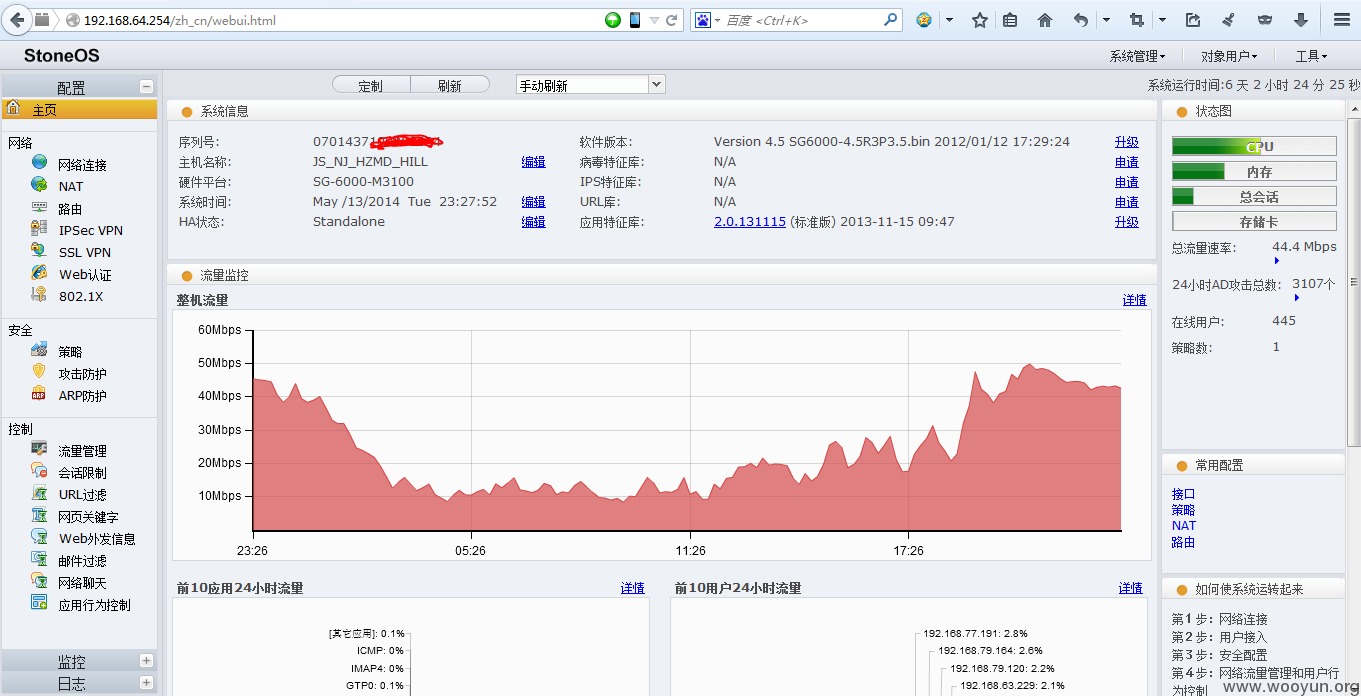 192.168.64.254/zh_cn/webui.html
百度 <Ctrl+K>
StoneOS
系统管理
对象用户
工具
配置
定制
刷新
手动刷新
系统运行时间:6 天 2 小时 24 分 25 秒
主页
网络
网络连接
NAT
路由
IPSec VPN
SSL VPN
Web认证
802.1X
安全
策略
攻击防护
ARP防护
控制
流量管理
会话限制
URL过滤
网页关键字
Web外发信息
邮件过滤
网络聊天
应用行为控制
监控
日志
系统信息
序列号: 0701437
主机名称: JS_NJ_HZMD_HILL 编辑
硬件平台: SG-6000-M3100
系统时间: May /13/2014 Tue 23:27:52 编辑
HA状态: Standalone 编辑
软件版本: Version 4.5 SG6000-4.5R3P3.5.bin 2012/01/12 17:29:24 升级
病毒特征库: N/A 申请
IPS特征库: N/A 申请
URL库: N/A 申请
应用特征库: 2.0.131115 (标准版) 2013-11-15 09:47 升级
流量监控
整机流量 详情
60Mbps
50Mbps
40Mbps
30Mbps
20Mbps
10Mbps
23:26 05:26 11:26 17:26
前10应用24小时流量 详情
[其它应用]: 0.1%
ICMP: 0%
IMAP4: 0%
GTP0: 0.1%
前10用户24小时流量 详情
192.168.77.191: 2.8%
192.168.79.164: 2.6%
192.168.79.120: 2.2%
192.168.63.229: 2.1%
状态图
CPU
内存
总会话
存储卡
总流量速率: 44.4 Mbps
24小时AD攻击总数: 3107个
在线用户: 445
策略数: 1
常用配置
接口
策略
NAT
路由
如何使系统运转起来
第1步: 网络连接
第2步: 用户接入
第3步: 安全配置
第4步: 网络流量管理和用户行
为控制
www.wooyun.org